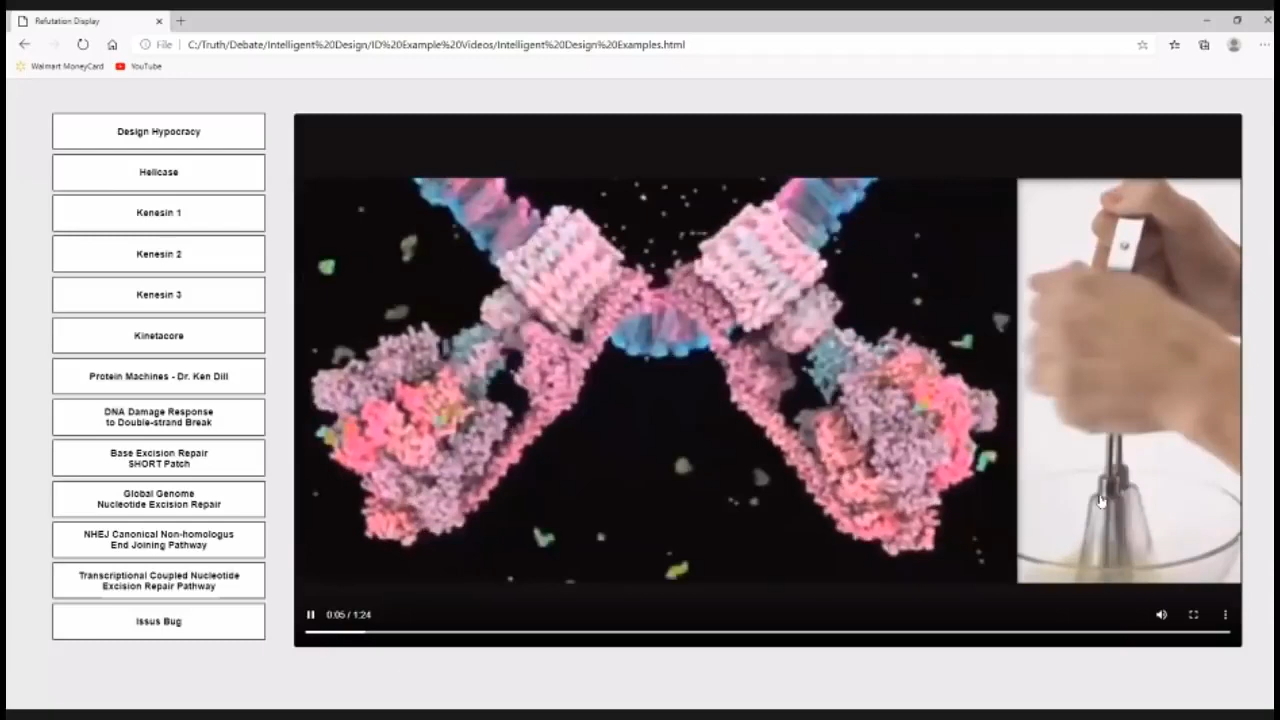 Refutation Display
File
C:/Truth/Debate/Intelligent%20Design/ID%20Example%20Videos/Intelligent%20Design%20Examples.html
Walmart MoneyCard
YouTube
Design Hypocracy
Helicase
Kenesin 1
Kenesin 2
Kenesin 3
Kinetacore
Protein Machines - Dr. Ken Dill
DNA Damage Response
to Double-strand Break
Base Excision Repair
SHORT Patch
Global Genome
Nucleotide Excision Repair
NHEJ Canonical Non-homologus
End Joining Pathway
Transcriptional Coupled Nucleotide
Excision Repair Pathway
Issus Bug
0:05 / 1:24